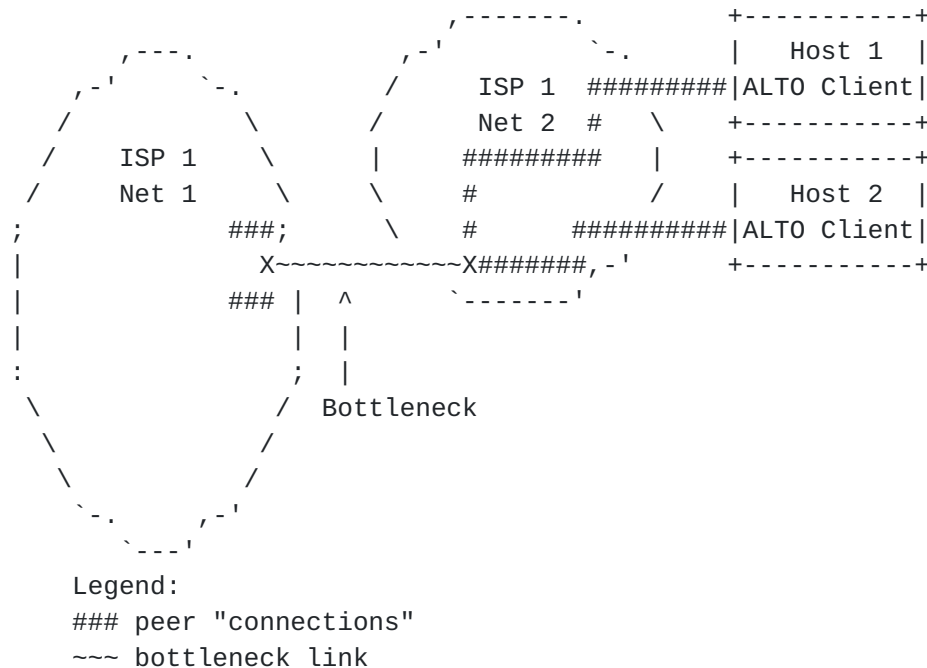 ,-------.         +-----------+
       ,---.             ,-'         `-.      |   Host 1  |
    ,-'     `-.         /     ISP 1  #########|ALTO Client|
   /           \       /      Net 2  #   \    +-----------+
  /    ISP 1    \      |     #########   |    +-----------+
 /     Net 1     \     \     #           /    |   Host 2  |
;             ###;      \    #      ##########|ALTO Client|
|               X~~~~~~~~~~~~X#######,-'      +-----------+
|             ### |  ^      `-------'
|                 |  |
:                 ;  |
 \               / Bottleneck
  \             /
   \           /
    `-.     ,-'
       `---'
    Legend:
    ### peer "connections"
    ~~~ bottleneck link